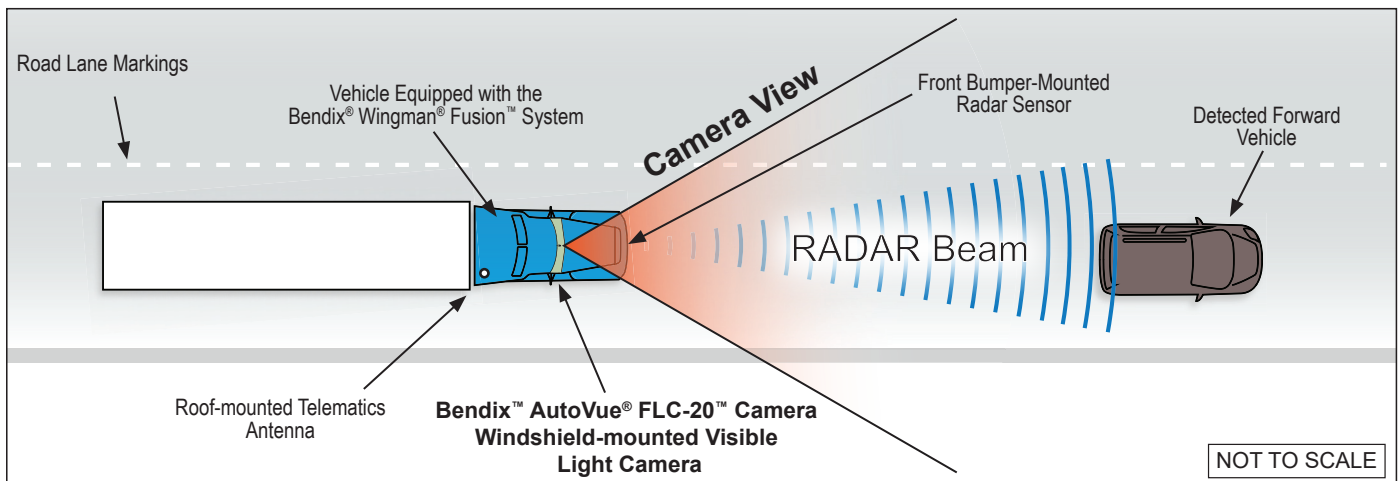 Road Lane Markings
Vehicle Equipped with the
Bendix® Wingman® Fusion™ System
Camera View
Front Bumper-Mounted
Radar Sensor
Detected Forward
Vehicle
RADAR Beam
Roof-mounted Telematics
Antenna
Bendix™ AutoVue® FLC-20™ Camera
Windshield-mounted Visible
Light Camera
NOT TO SCALE